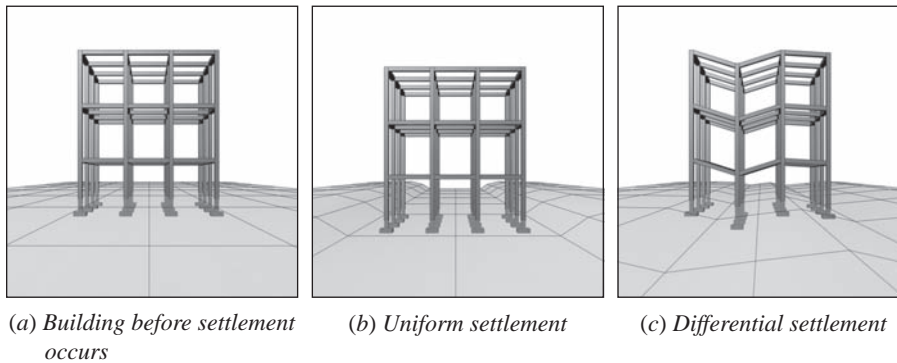 (a) Building before settlement
occurs
(b) Uniform settlement
(c) Differential settlement